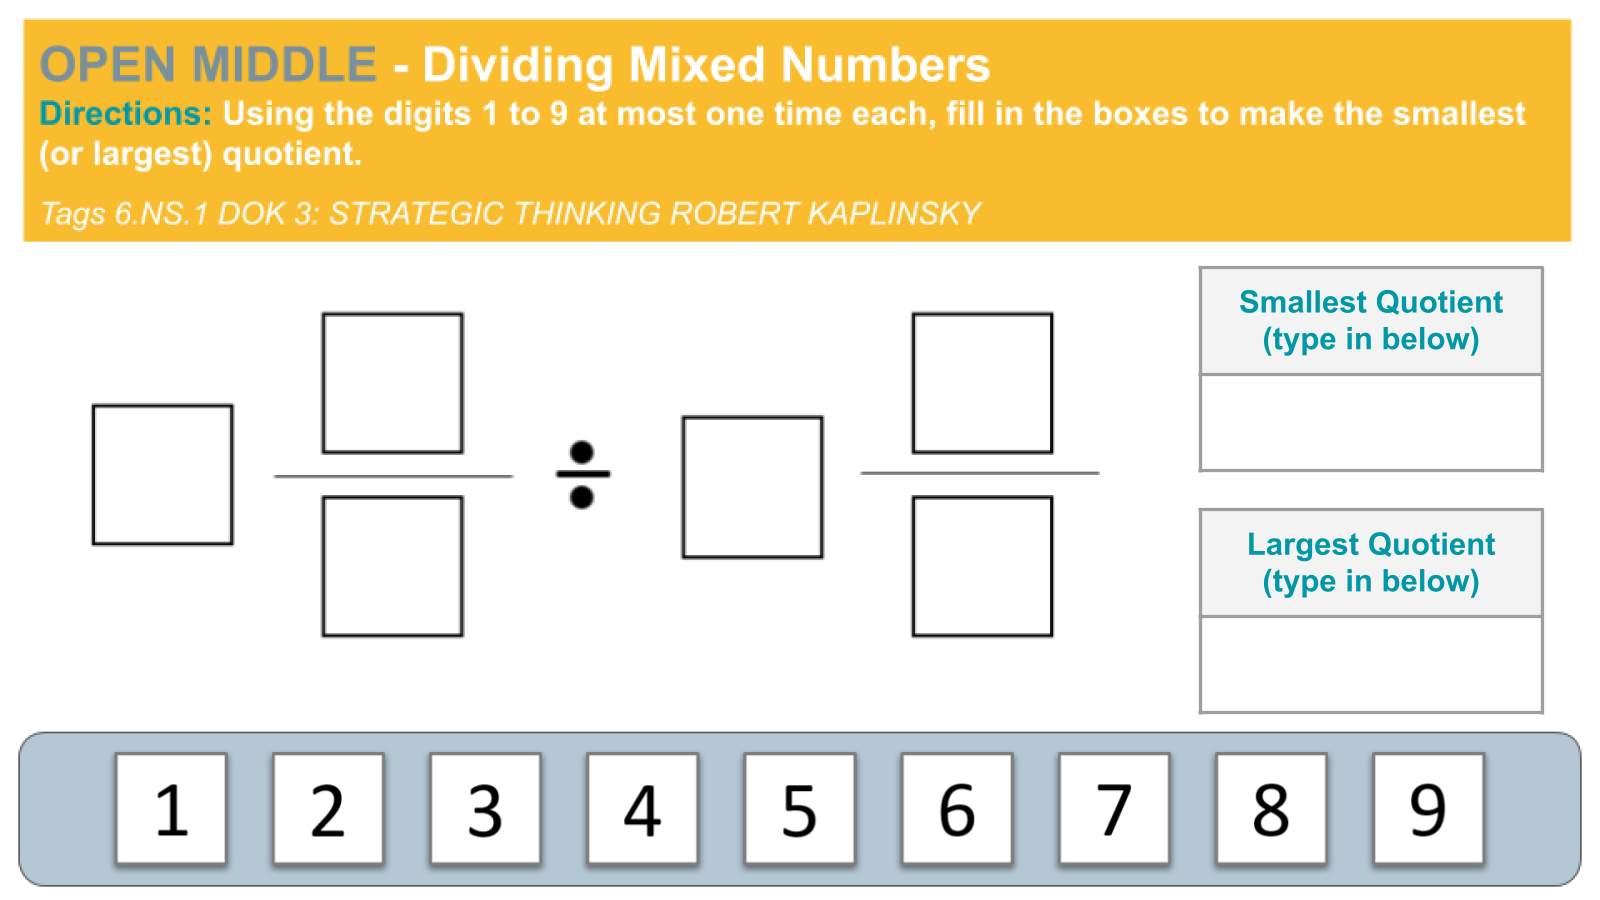 OPEN MIDDLE - Dividing Mixed Numbers
Directions: Using the digits 1 to 9 at most one time each, fill in the boxes to make the smallest
(or largest) quotient.
Tags 6.NS.1 DOK 3: STRATEGIC THINKING ROBERT KAPLINSKY
Smallest Quotient
(type in below)
÷
Largest Quotient
(type in below)
1 2 3 4 5 6 7 8 9